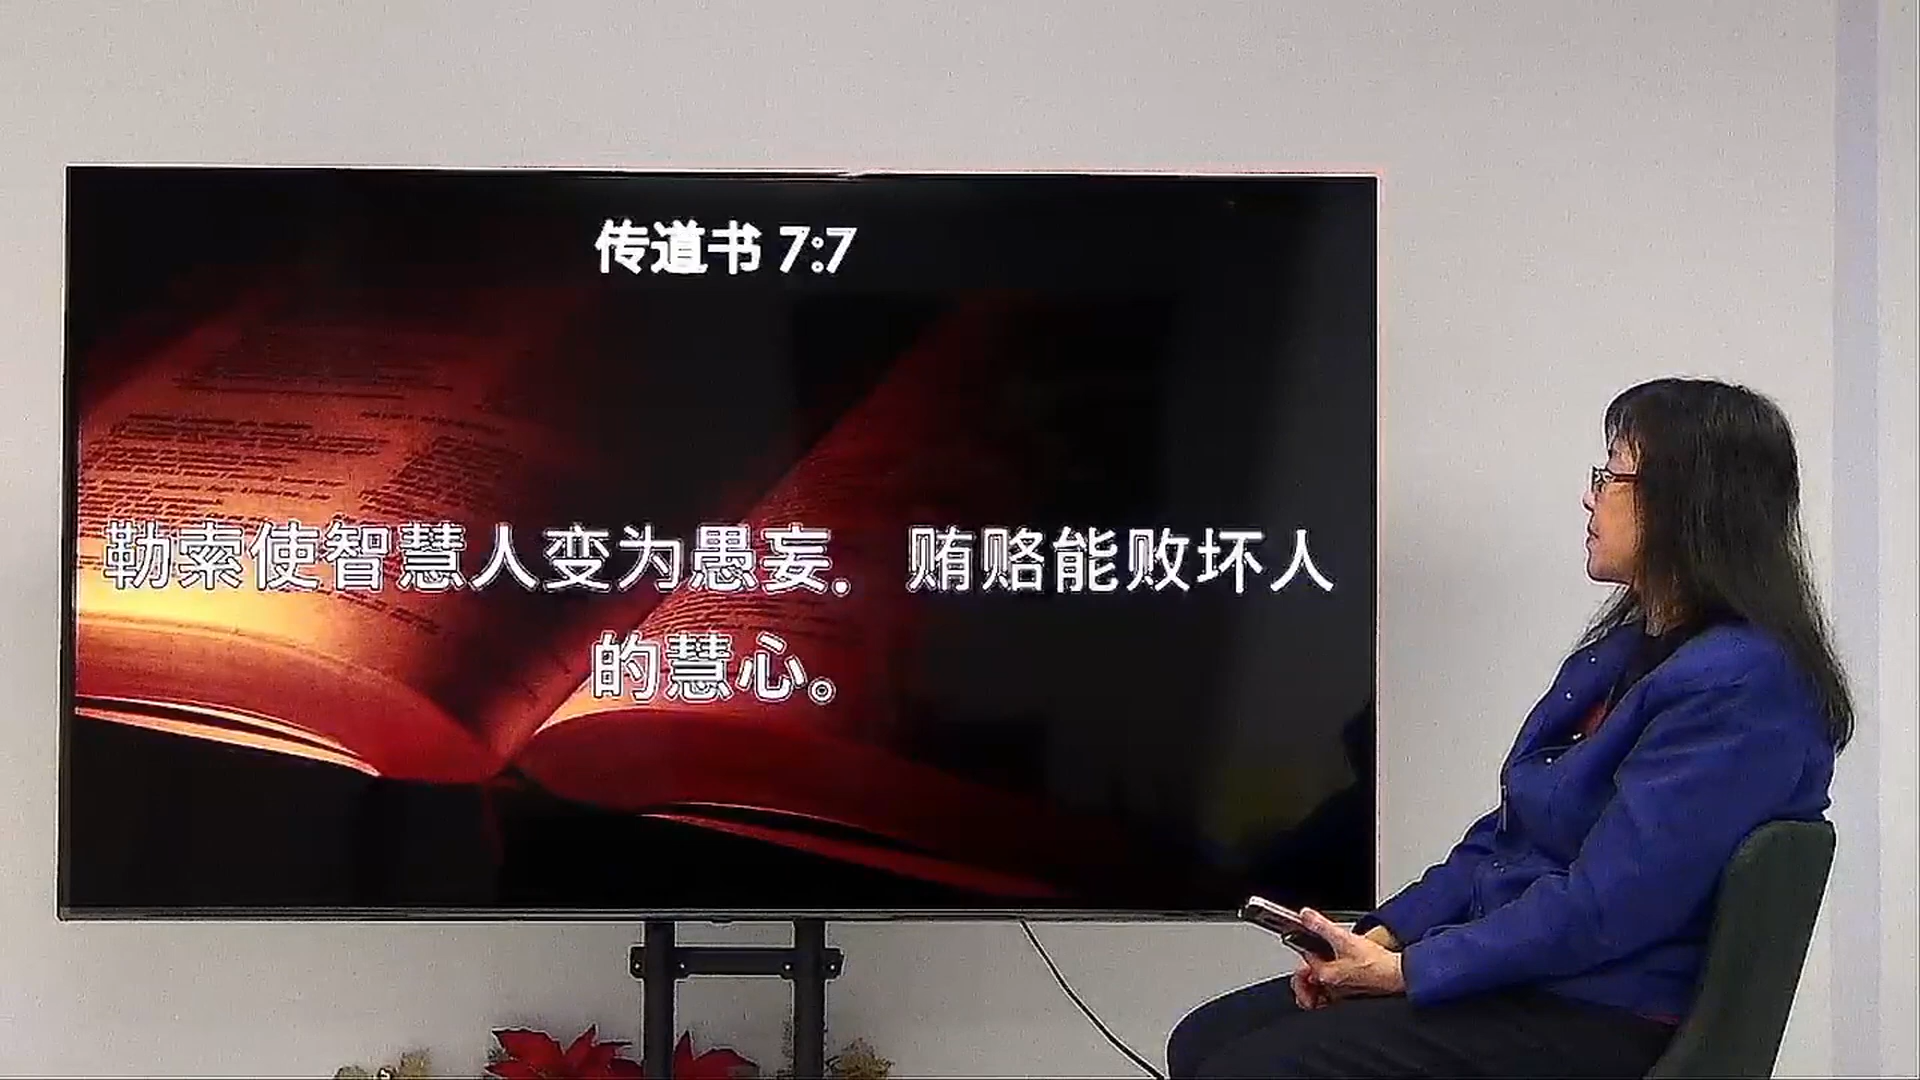 传道书 7:7
勒索使智慧人变为愚妄．贿赂能败坏人
的慧心。